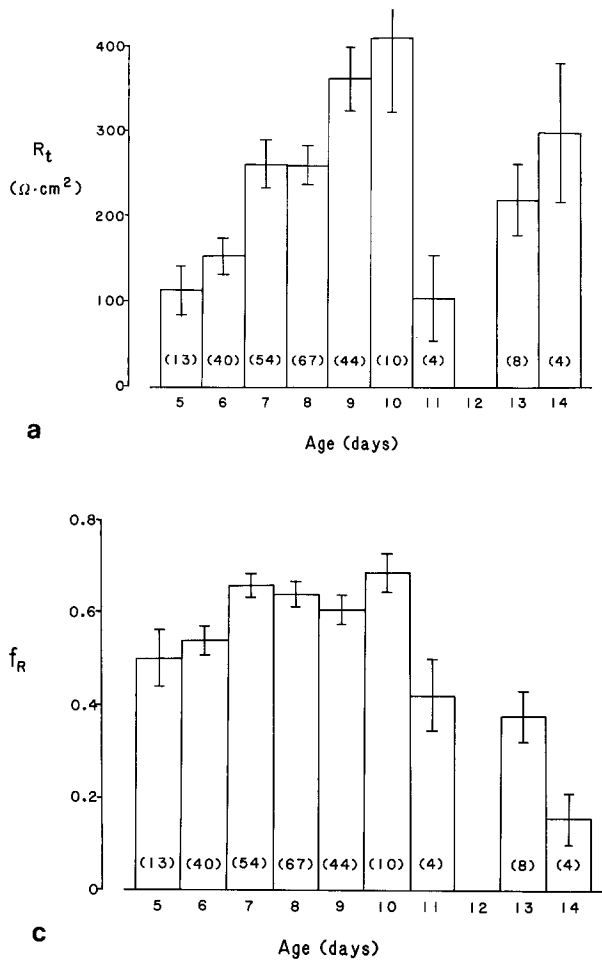 400
300
R_t
(Ω·cm²)
200
100
(13) (40) (54) (67) (44) (10) (4) (8) (4)
0
5 6 7 8 9 10 11 12 13 14
a
Age (days)
0.8
0.6
f_R
0.4
0.2
(13) (40) (54) (67) (44) (10) (4) (8) (4)
0
5 6 7 8 9 10 11 12 13 14
c
Age (days)